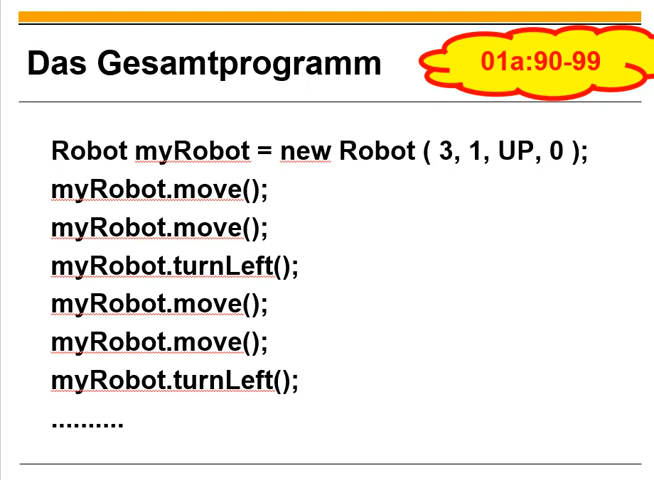 Das Gesamtprogramm
01a:90-99
Robot myRobot = new Robot ( 3, 1, UP, 0 );
myRobot.move();
myRobot.move();
myRobot.turnLeft();
myRobot.move();
myRobot.move();
myRobot.turnLeft();
..........